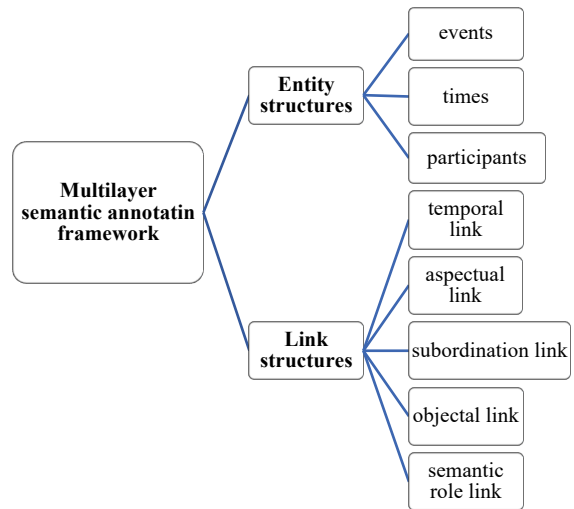 Multilayer
semantic annotatin
framework
Entity
structures
events
times
participants
Link
structures
temporal
link
aspectual
link
subordination link
objectal link
semantic
role link